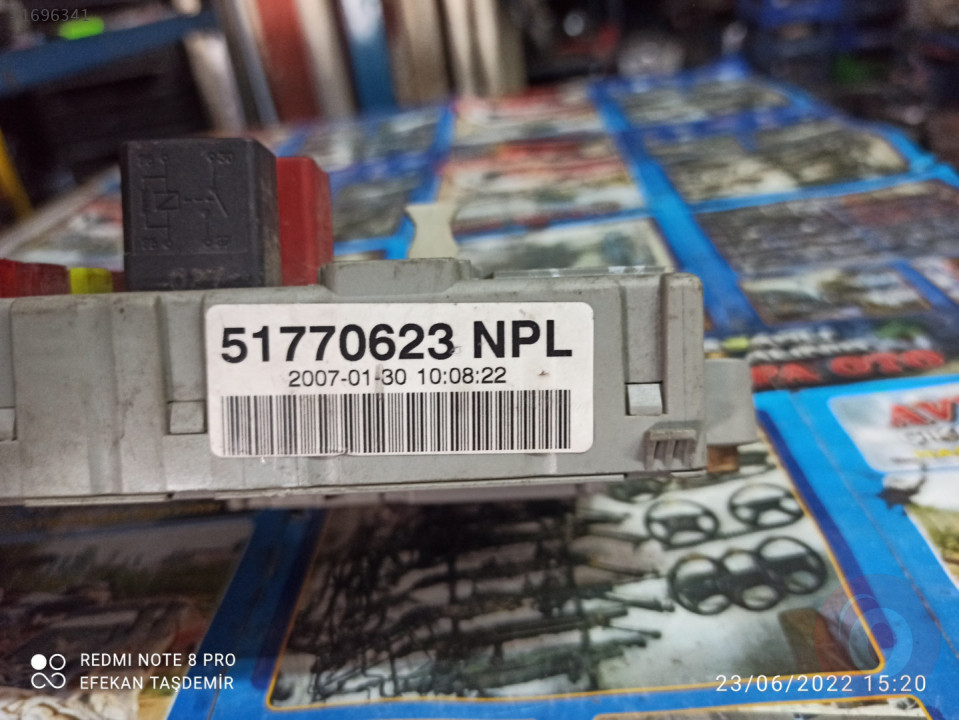 1696341
51770623 NPL
2007-01-30 10:08:22
REDMI NOTE 8 PRO
EFEKAN TAŞDEMİR
23/06/2022 15:20